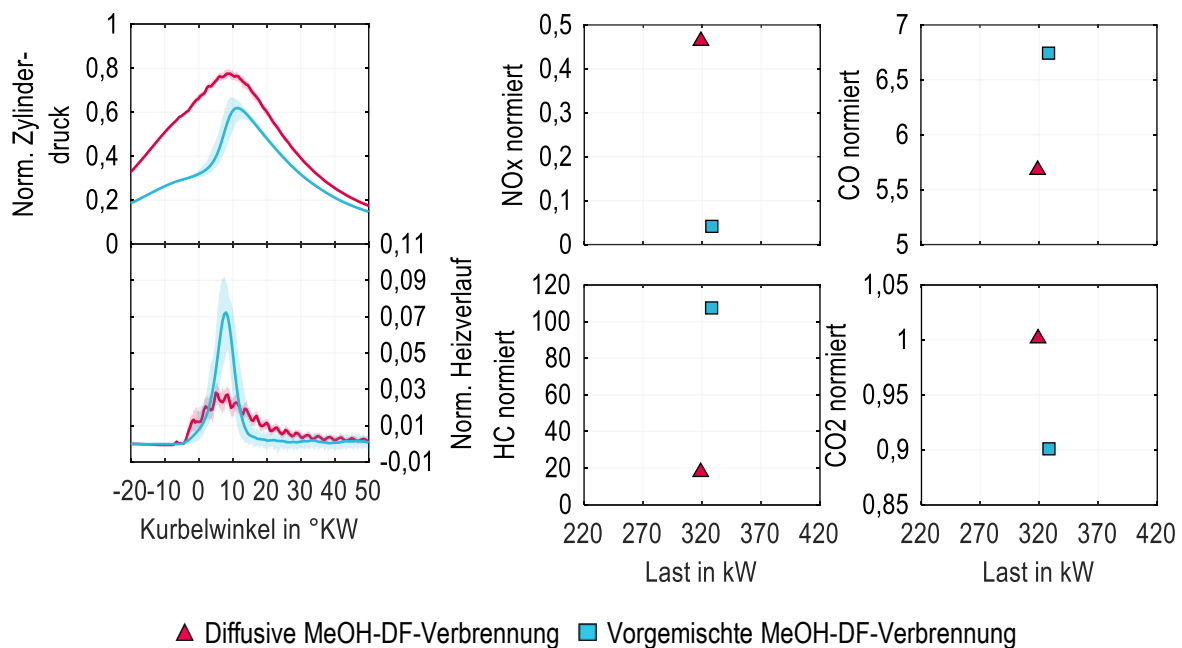 Norm. Zylinder-
druck
1
0,8
0,6
0,4
0,2
0
0,11
0,09
0,07
0,05
0,03
0,01
-0,01
Norm. Heizverlauf
-20 -10 0 10 20 30 40 50
Kurbelwinkel in °KW
NOx normiert
0,5
0,4
0,3
0,2
0,1
0
CO normiert
7
6,5
6
5,5
5
HC normiert
120
100
80
60
40
20
0
220 270 320 370 420
Last in kW
CO2 normiert
1,05
1
0,95
0,9
0,85
220 270 320 370 420
Last in kW
Diffusive MeOH-DF-Verbrennung Vorgemischte MeOH-DF-Verbrennung